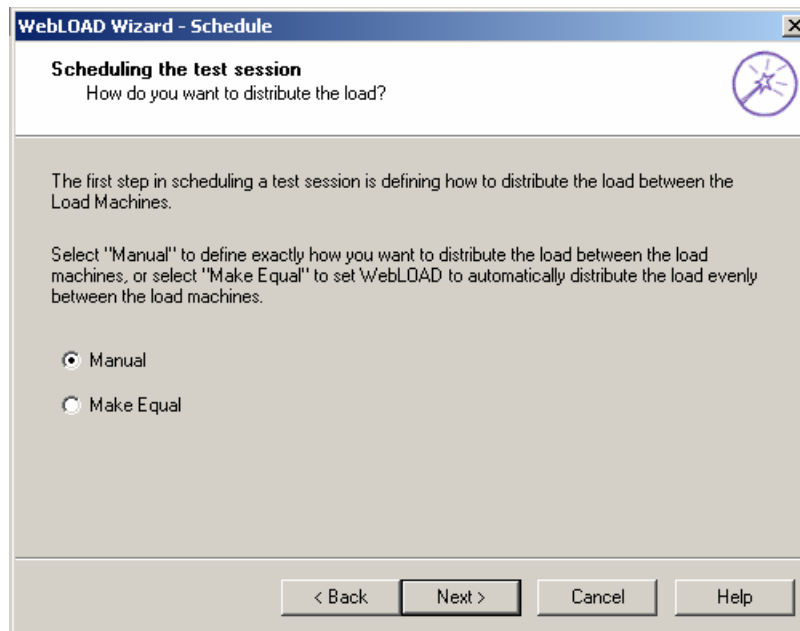 WebLOAD Wizard - Schedule
Scheduling the test session
How do you want to distribute the load?
The first step in scheduling a test session is defining how to distribute the load between the
Load Machines.
Select "Manual" to define exactly how you want to distribute the load between the load
machines, or select "Make Equal" to set WebLOAD to automatically distribute the load evenly
between the load machines.
Manual
Make Equal
< Back Next > Cancel Help